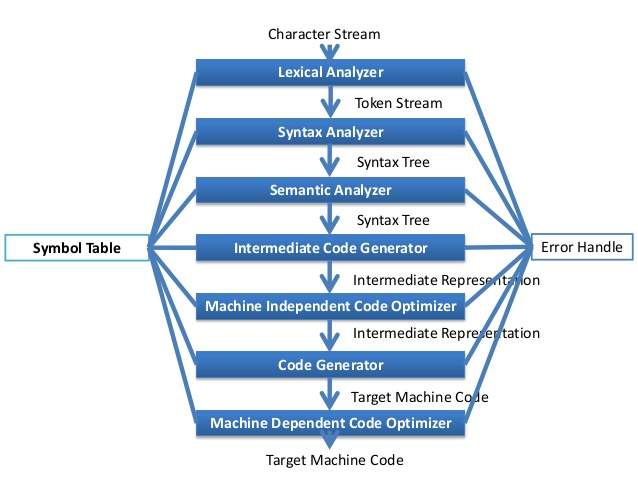 Character Stream
Lexical Analyzer
Token Stream
Syntax Analyzer
Syntax Tree
Semantic Analyzer
Syntax Tree
Symbol Table
Intermediate Code Generator
Error Handle
Intermediate Representation
Machine Independent Code Optimizer
Intermediate Representation
Code Generator
Target Machine Code
Machine Dependent Code Optimizer
Target Machine Code